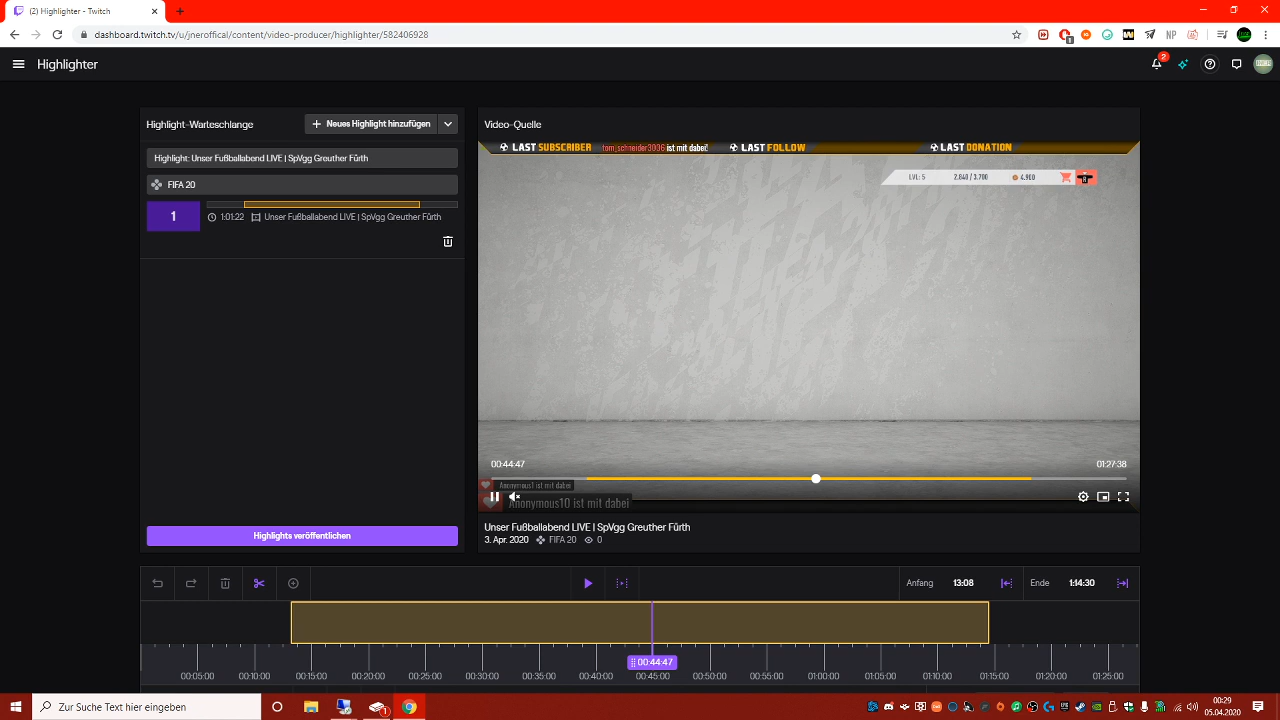 (2) Highlighter - Twitch
dashboard.twitch.tv/u/jneroffical/content/video-producer/highlighter/582406928
1
NP
Highlighter
2
Highlight-Warteschlange
Neues Highlight hinzufügen
Highlight: Unser Fußballabend LIVE | SpVgg Greuther Fürth
FIFA 20
1
1:01:22 Unser Fußballabend LIVE | SpVgg Greuther Fürth
Highlights veröffentlichen
Video-Quelle
LAST SUBSCRIBER tom_schneider3006 ist mit dabei! LAST FOLLOW LAST DONATION
LVL: 5 2.840 / 3.700 4.900
00:44:47 01:27:38
Anonymous1 ist mit dabei
Anonymous10 ist mit dabei
Unser Fußballabend LIVE | SpVgg Greuther Fürth
3. Apr. 2020 FIFA 20 0
Anfang 13:08 Ende 1:14:30
00:44:47
00:05:00 00:10:00 00:15:00 00:20:00 00:25:00 00:30:00 00:35:00 00:40:00 00:45:00 00:50:00 00:55:00 01:00:00 01:05:00 01:10:00 01:15:00 01:20:00 01:25:00
Zur Suche Text hier eingeben
00:29
05.04.2020